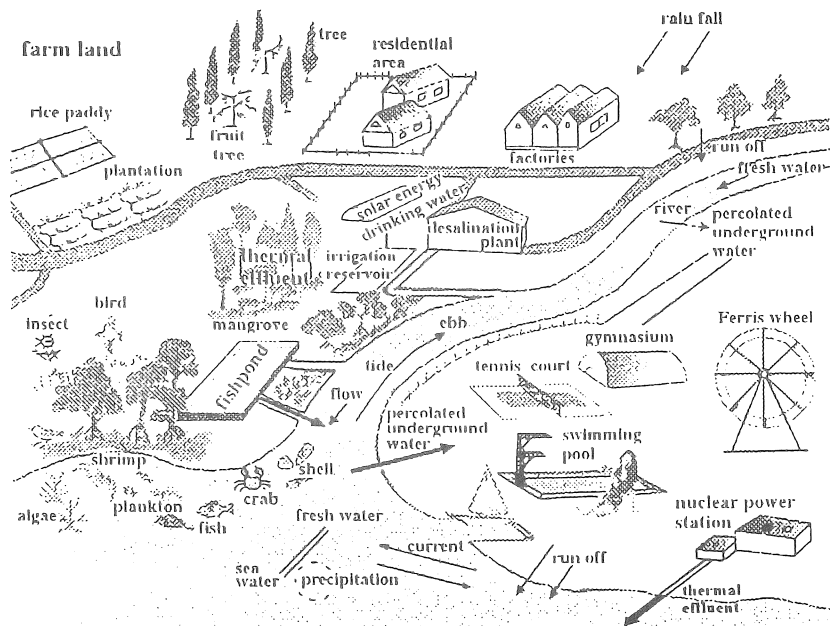 farm land
tree
residential
area
rain fall
rice paddy
fruit
tree
factories
run off
fresh water
plantation
solar energy
drinking water
river
percolated
underground
water
desalination
plant
thermal
effluent
irrigation
reservoir
mangrove
bird
insect
ebb
tide
flow
gymnasium
Ferris wheel
fishpond
tennis court
percolated
underground
water
swimming
pool
shrimp
shell
crab
algae
plankton
fish
fresh water
nuclear power
station
current
sea
water
precipitation
run off
thermal
effluent